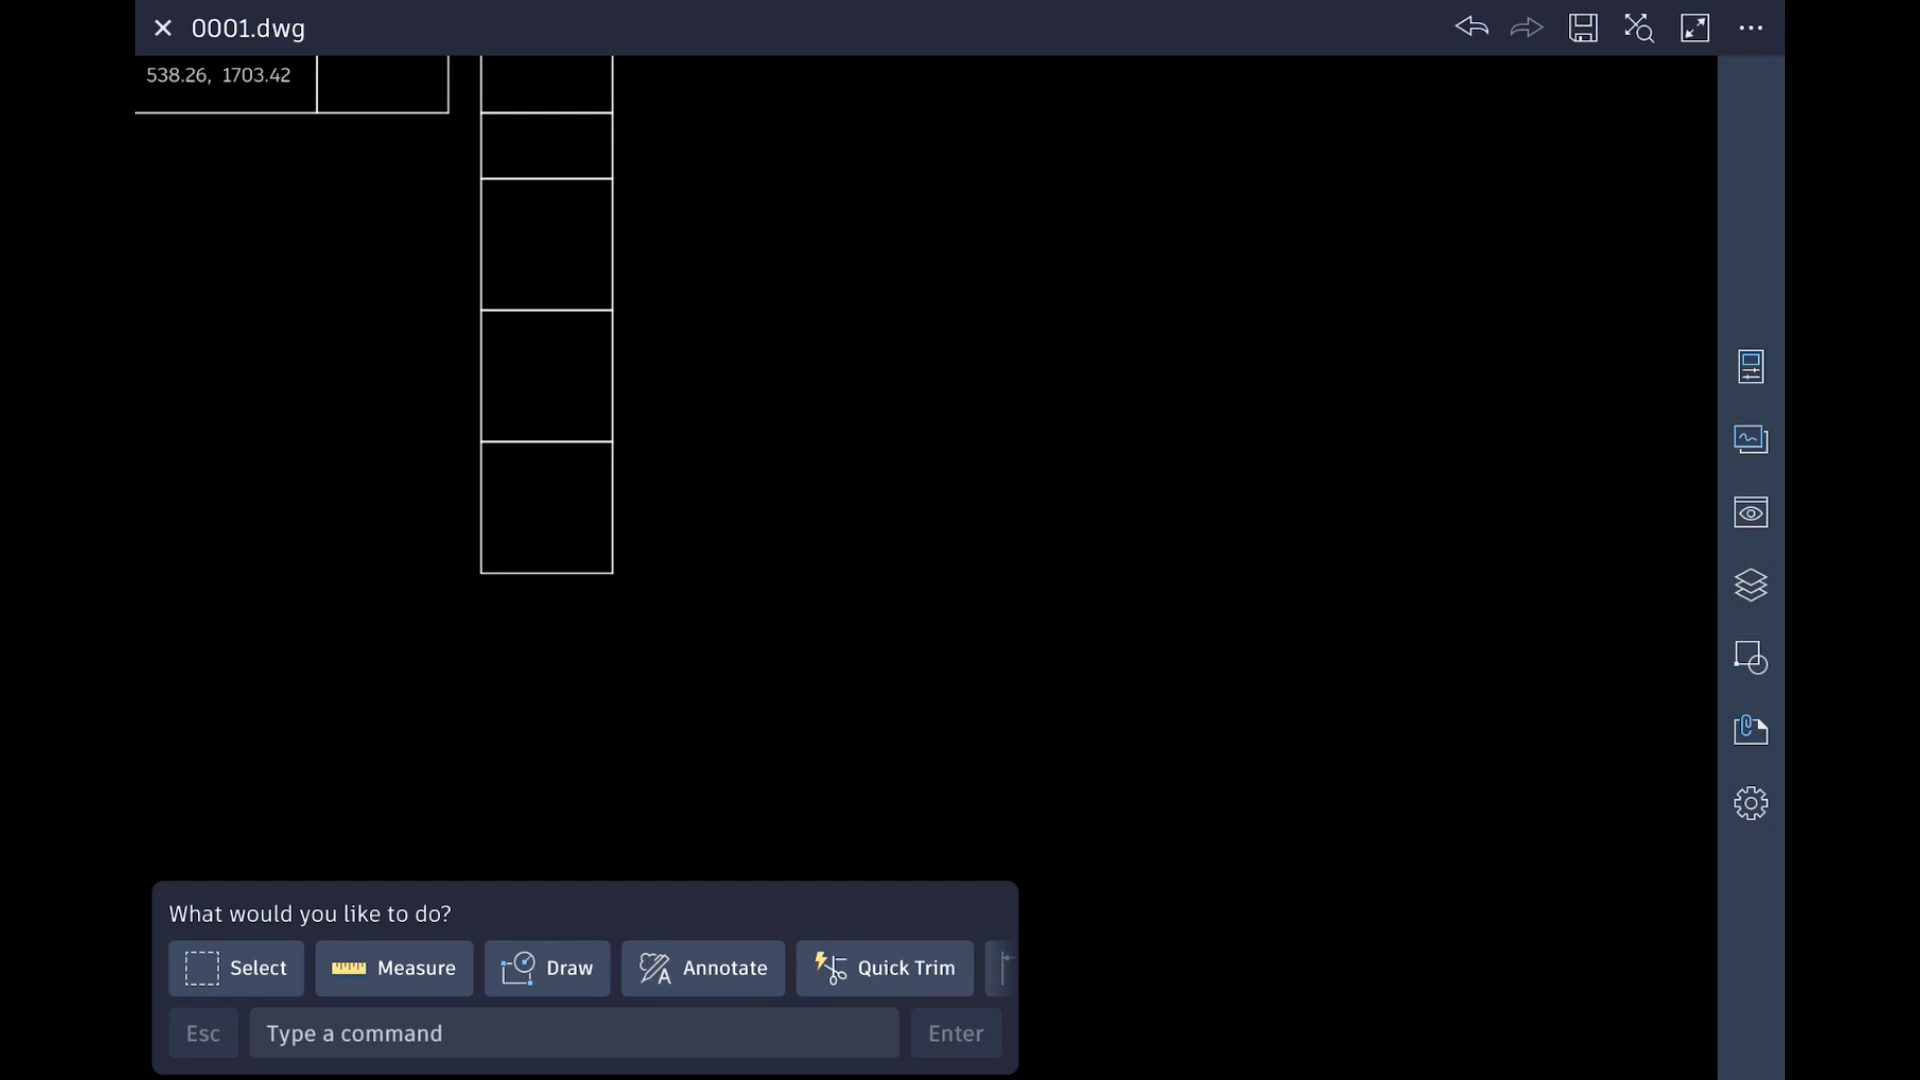 0001.dwg
538.26, 1703.42
What would you like to do?
Select
Measure
Draw
Annotate
Quick Trim
Esc
Type a command
Enter